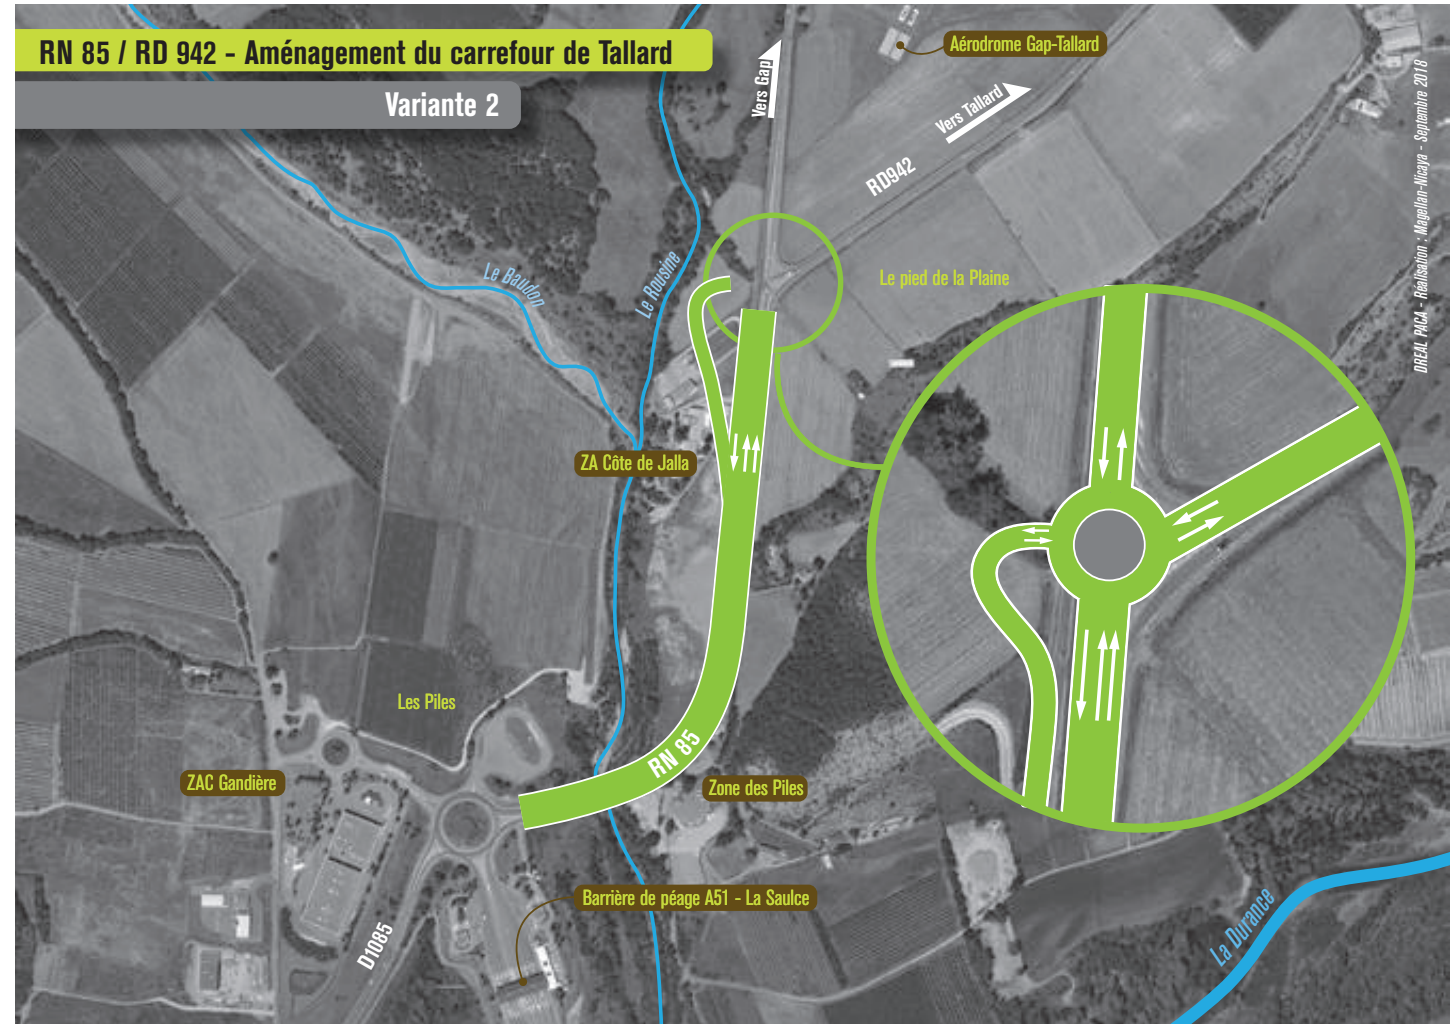 RN 85 / RD 942 - Aménagement du carrefour de Tallard
Variante 2
Aérodrome Gap-Tallard
Vers Gap
Vers Tallard
RD942
DREAL PACA - Réalisation : Magellan-Nicaya - Septembre 2018
Le Baudon
Le Rousine
Le pied de la Plaine
ZA Côte de Jalla
Les Piles
RN 85
ZAC Gandière
Zone des Piles
Barrière de péage A51 - La Saulce
D1085
La Durance